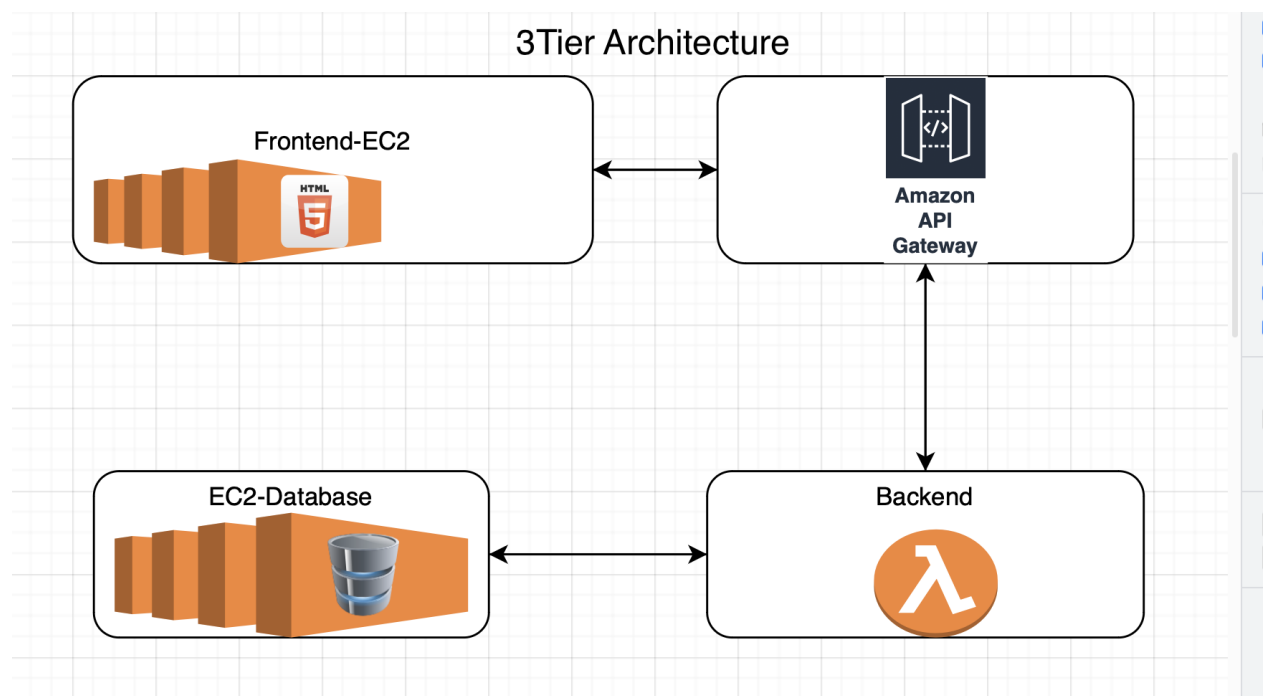 3Tier Architecture
Frontend-EC2
HTML
5
Amazon
API
Gateway
</>
EC2-Database
Backend
λ